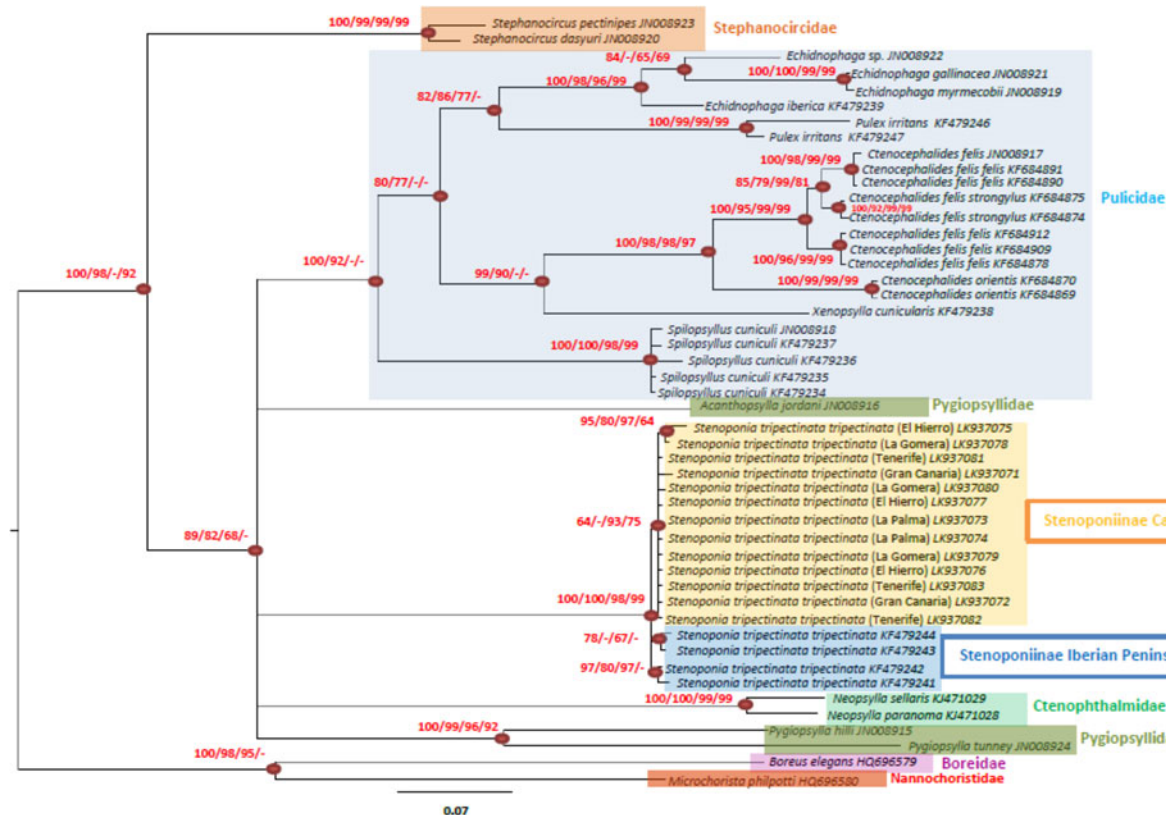 100/99/99/99
Stephanocircus pectinipes JN008923
Stephanocircus dasyuri JN008920
Stephanocircidae
84/-/65/69
Echidnophaga sp. JN008922
100/98/96/99
100/100/99/99
Echidnophaga gallinacea JN008921
Echidnophaga myrmecobii JN008919
82/86/77/-
Echidnophaga iberica KF479239
100/99/99/99
Pulex irritans KF479246
Pulex irritans KF479247
100/98/99/99
Ctenocephalides felis JN008917
Ctenocephalides felis felis KF684891
85/79/99/81
Ctenocephalides felis felis KF684890
80/77/-/-
Ctenocephalides felis strongylus KF684875
Pulicidae
100/95/99/99
100/92/99/99
Ctenocephalides felis strongylus KF684874
Ctenocephalides felis felis KF684912
100/98/98/97
Ctenocephalides felis felis KF684909
100/96/99/99
Ctenocephalides felis felis KF684878
100/98/-/92
100/92/-/-
99/90/-/-
100/99/99/99
Ctenocephalides orientis KF684870
Ctenocephalides orientis KF684869
Xenopsylla cunicularis KF479238
Spilopsyllus cuniculi JN008918
100/100/98/99
Spilopsyllus cuniculi KF479237
Spilopsyllus cuniculi KF479236
Spilopsyllus cuniculi KF479235
Spilopsyllus cuniculi KF479234
Acanthopsylla jordani JN008916
Pygiopsyllidae
95/80/97/64
Stenoponia tripectinata tripectinata (El Hierro) LK937075
Stenoponia tripectinata tripectinata (La Gomera) LK937078
Stenoponia tripectinata tripectinata (Tenerife) LK937081
Stenoponia tripectinata tripectinata (Gran Canaria) LK937071
Stenoponia tripectinata tripectinata (La Gomera) LK937080
Stenoponia tripectinata tripectinata (El Hierro) LK937077
64/-/93/75
Stenoponia tripectinata tripectinata (La Palma) LK937073
Stenoponiinae Ca
Stenoponia tripectinata tripectinata (La Palma) LK937074
89/82/68/-
Stenoponia tripectinata tripectinata (La Gomera) LK937079
Stenoponia tripectinata tripectinata (El Hierro) LK937076
Stenoponia tripectinata tripectinata (Tenerife) LK937083
100/100/98/99
Stenoponia tripectinata tripectinata (Gran Canaria) LK937072
Stenoponia tripectinata tripectinata (Tenerife) LK937082
78/-/67/-
Stenoponia tripectinata tripectinata KF479244
Stenoponia tripectinata tripectinata KF479243
Stenoponiinae Iberian Penins
97/80/97/-
Stenoponia tripectinata tripectinata KF479242
Stenoponia tripectinata tripectinata KF479241
100/100/99/99
Neopsylla sellaris KJ471029
Ctenophthalmidae
Neopsylla paranoma KJ471028
100/99/96/92
Pygiopsylla hilli JN008915
Pygiopsyllida
Pygiopsylla tunney JN008924
100/98/95/-
Boreus elegans HQ696579
Boreidae
Microchorista philpotti HQ696580
Nannochoristidae
0.07